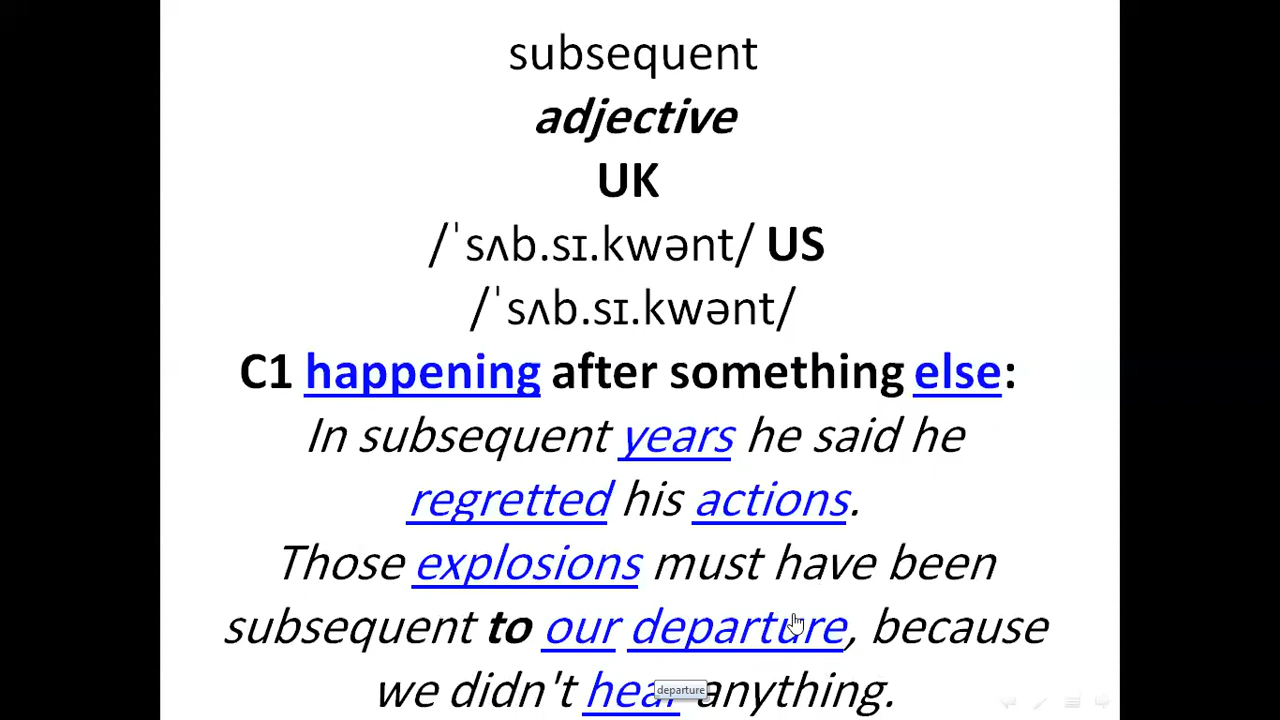 subsequent
adjective
UK
/ˈsʌb.sɪ.kwənt/ US
/ˈsʌb.sɪ.kwənt/
C1 happening after something else:
In subsequent years he said he
regretted his actions.
Those explosions must have been
subsequent to our departure, because
we didn't hear anything.
departure